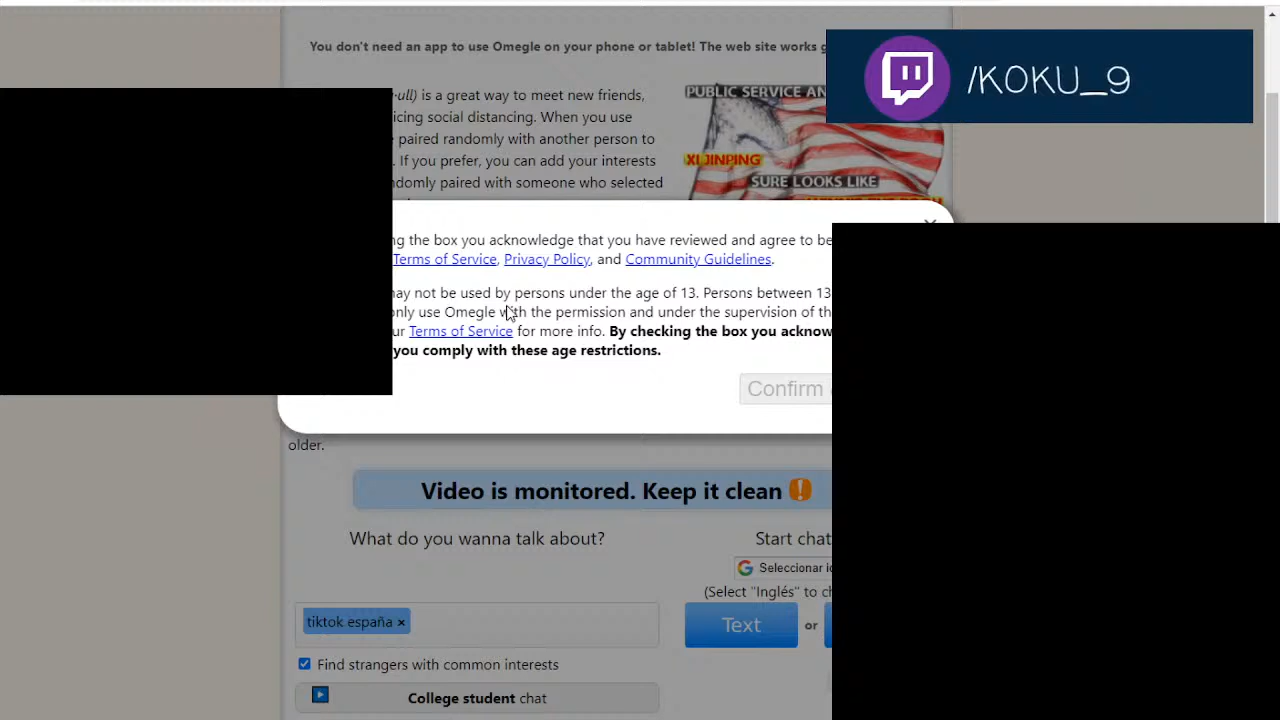 You don't need an app to use Omegle on your phone or tablet! The web site works
/KOKU_9
is a great way to meet new friends,
PUBLIC SERVICE
icing social distancing. When you use
paired randomly with another person to
. If you prefer, you can add your interests
XI JINPING
ndomly paired with someone who selected
SURE LOOKS LIKE
ng the box you acknowledge that you have reviewed and agree to be
Terms of Service, Privacy Policy, and Community Guidelines.
may not be used by persons under the age of 13. Persons between 13
only use Omegle with the permission and under the supervision of
ur Terms of Service for more info. By checking the box you acknow
you comply with these age restrictions.
Confirm
older.
Video is monitored. Keep it clean
What do you wanna talk about?
Start chat
Seleccionar
(Select "Inglés" to
tiktok españa ×
Text or
Find strangers with common interests
College student chat